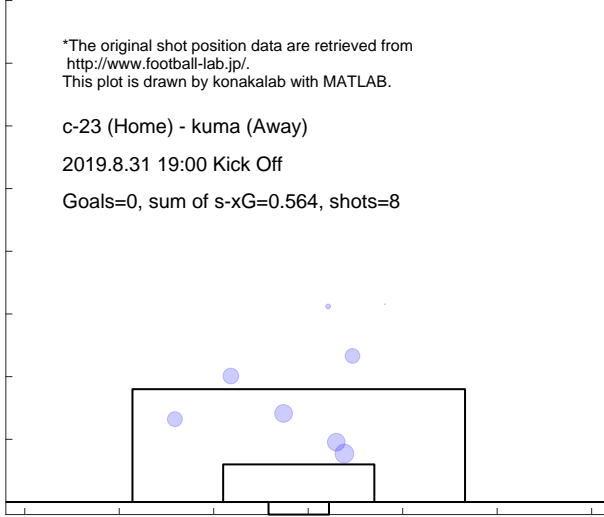 *The original shot position data are retrieved from
http://www.football-lab.jp/.
This plot is drawn by konakalab with MATLAB.
c-23 (Home) - kuma (Away)
2019.8.31 19:00 Kick Off
Goals=0, sum of s-xG=0.564, shots=8